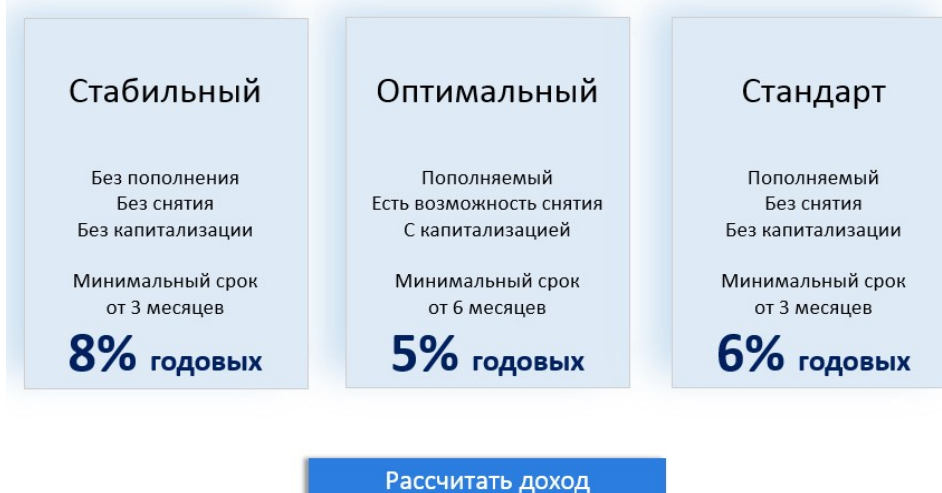 Стабильный
Без пополнения
Без снятия
Без капитализации
Минимальный срок
от 3 месяцев
8% годовых
Оптимальный
Пополняемый
Есть возможность снятия
С капитализацией
Минимальный срок
от 6 месяцев
5% годовых
Стандарт
Пополняемый
Без снятия
Без капитализации
Минимальный срок
от 3 месяцев
6% годовых
Рассчитать доход